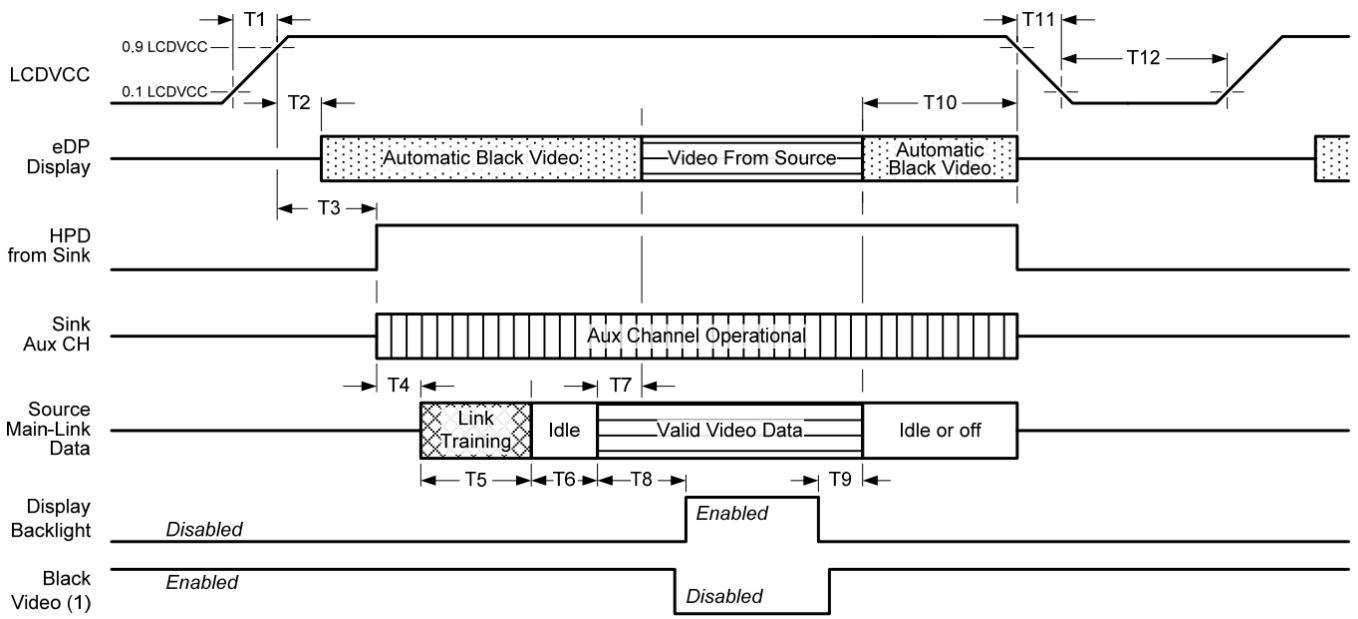 T1
T11
0.9 LCDVCC
LCDVCC
T12
0.1 LCDVCC
T2
T10
eDP
Display
Automatic Black Video
Video From Source
Automatic
Black Video
T3
HPD
from Sink
Sink
Aux CH
Aux Channel Operational
T4
T7
Source
Main-Link
Data
Link
Training
Idle
Valid Video Data
Idle or off
T5
T6
T8
T9
Display
Backlight
Disabled
Enabled
Black
Video (1)
Enabled
Disabled